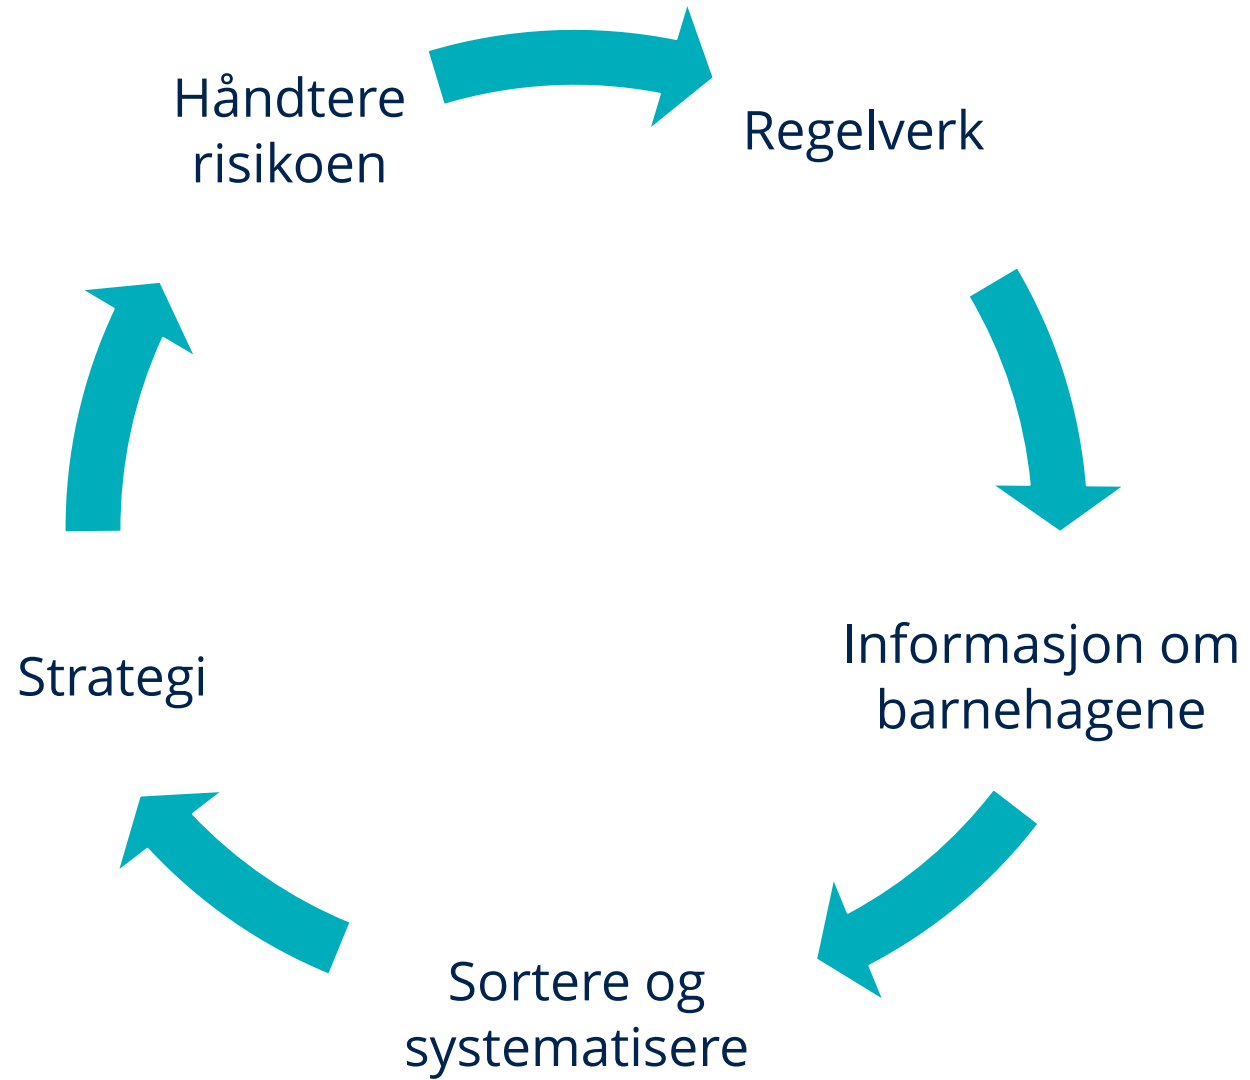 Håndtere
risikoen
Regelverk
Informasjon om
barnehagene
Sortere og
systematisere
Strategi